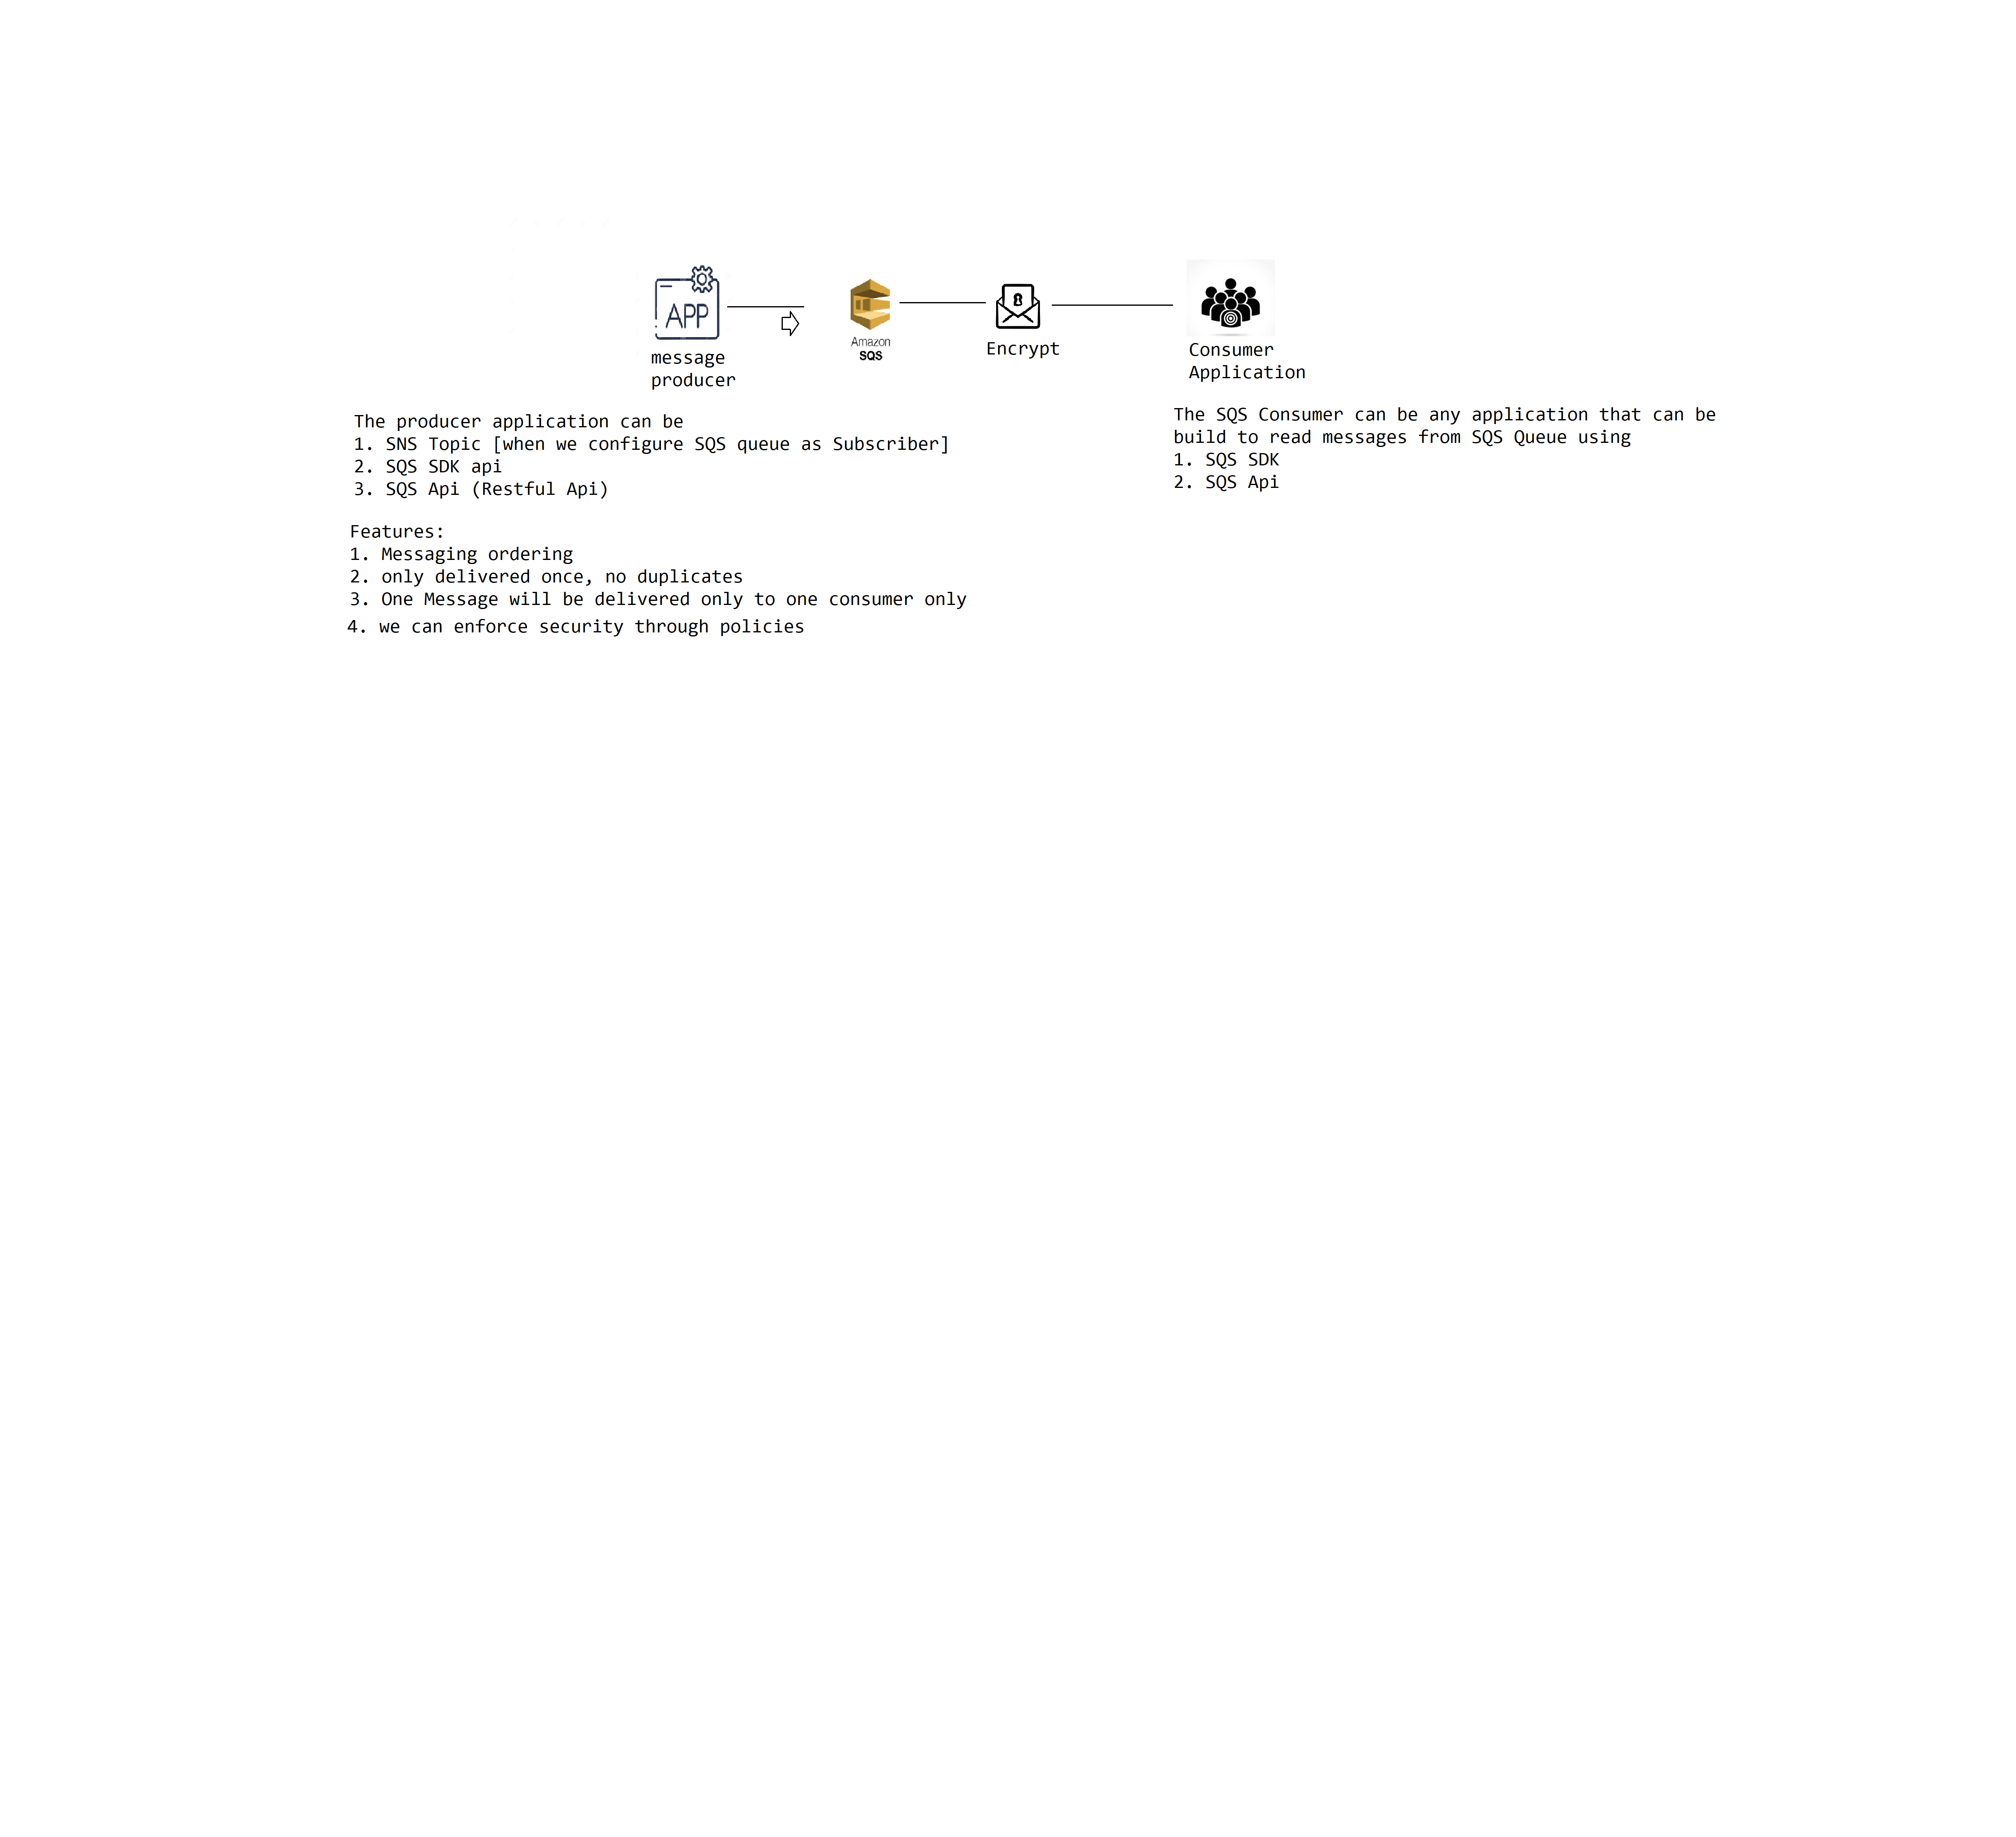 APP
Amazon
SQS
message
producer
Encrypt
Consumer
Application
The producer application can be
1. SNS Topic [when we configure SQS queue as Subscriber]
2. SQS SDK api
3. SQS Api (Restful Api)
The SQS Consumer can be any application that can be
build to read messages from SQS Queue using
1. SQS SDK
2. SQS Api
Features:
1. Messaging ordering
2. only delivered once, no duplicates
3. One Message will be delivered only to one consumer only
4. we can enforce security through policies